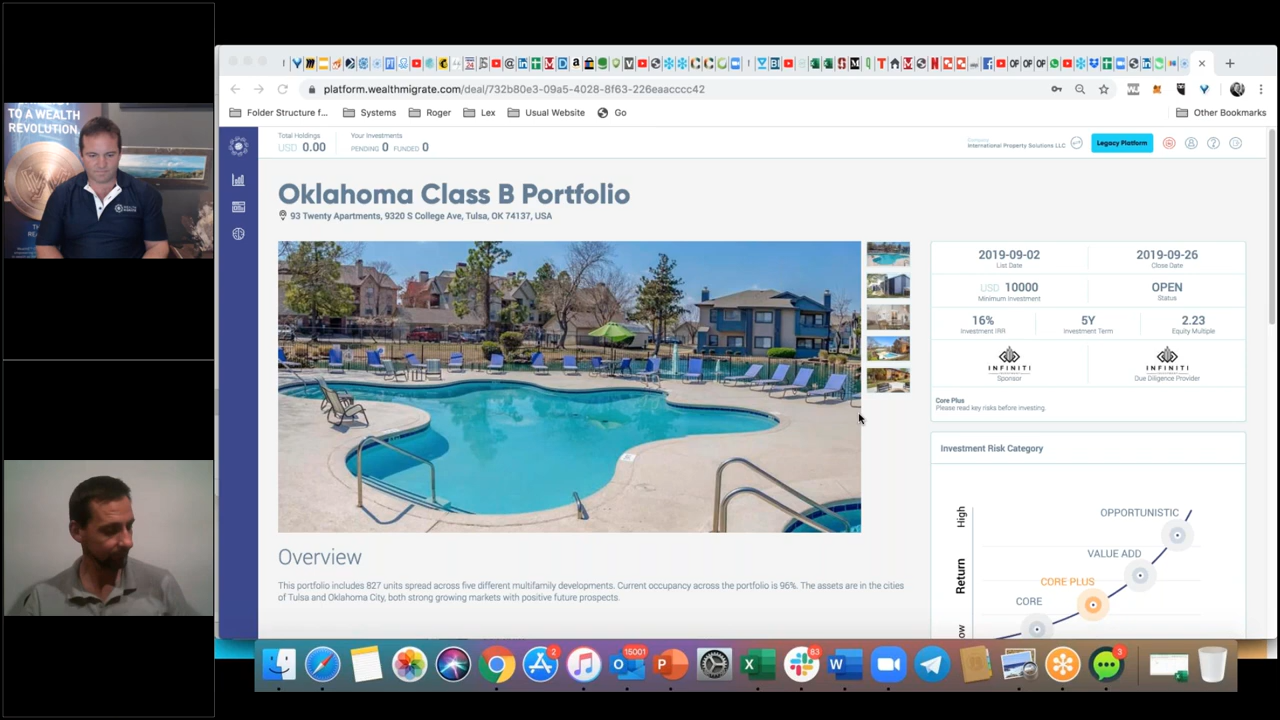 TO A WEALTH
REVOLUTION.
platform.wealthmigrate.com/deal/732b80e3-09a5-4028-8f63-226eaacccc42
Folder Structure f...
Systems
Roger
Lex
Usual Website
Go
Other Bookmarks
Total Holdings
USD 0.00
Your Investments
PENDING 0 FUNDED 0
International Property Solutions LLC
Legacy Platform
Oklahoma Class B Portfolio
93 Twenty Apartments, 9320 S College Ave, Tulsa, OK 74137, USA
2019-09-02
List Date
2019-09-26
Close Date
USD 10000
Minimum Investment
OPEN
Status
16%
Investment IRR
5Y
Investment Term
2.23
Equity Multiple
INFINITI
Sponsor
INFINITI
Due Diligence Provider
Core Plus
Please read key risks before investing.
Investment Risk Category
High
Return
ow
OPPORTUNISTIC
VALUE ADD
CORE PLUS
CORE
Overview
This portfolio includes 827 units spread across five different multifamily developments. Current occupancy across the portfolio is 96%. The assets are in the cities
of Tulsa and Oklahoma City, both strong growing markets with positive future prospects.
2
15001
83
3